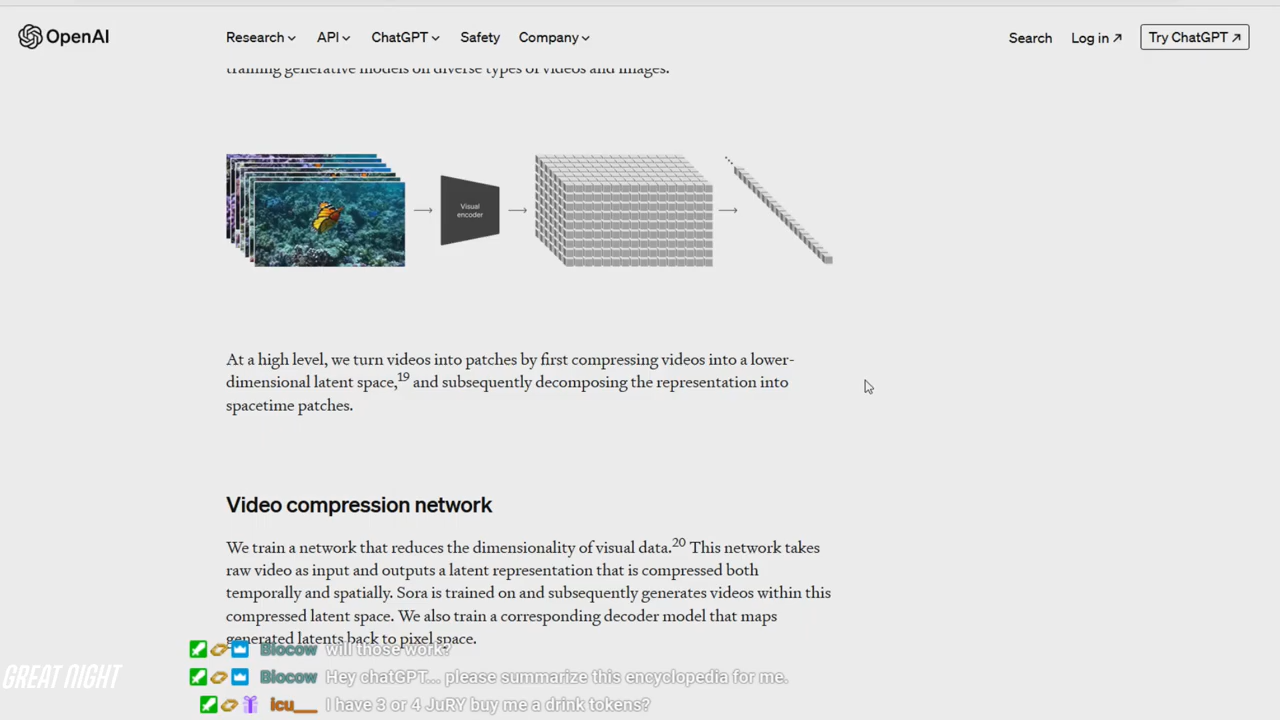 OpenAI
Research API ChatGPT Safety Company Search Log in ↗ Try ChatGPT ↗
training generative models on diverse types of videos and images.
Visual
encoder
At a high level, we turn videos into patches by first compressing videos into a lower-
dimensional latent space,19 and subsequently decomposing the representation into
spacetime patches.
Video compression network
We train a network that reduces the dimensionality of visual data.20 This network takes
raw video as input and outputs a latent representation that is compressed both
temporally and spatially. Sora is trained on and subsequently generates videos within this
compressed latent space. We also train a corresponding decoder model that maps
generated latents back to pixel space.
Biocow will those work?
GREAT NIGHT
Biocow Hey chatGPT... please summarize this encyclopedia for me.
icu__ I have 3 or 4 JuRY buy me a drink tokens?